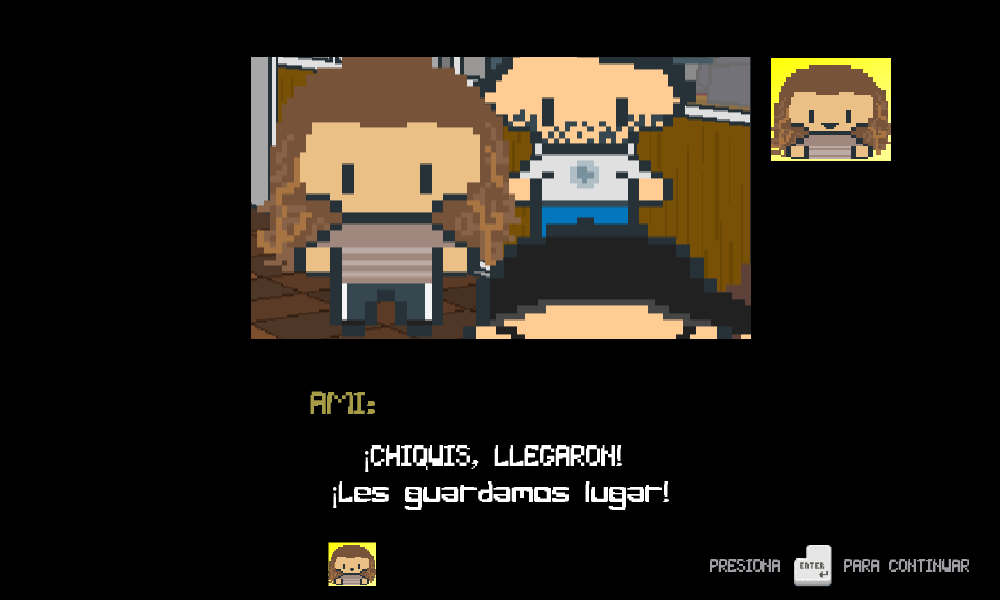 AMI:
¡CHIQUIS, LLEGARON!
¡Les guardamos lugar!
PRESIONA ENTER PARA CONTINUAR